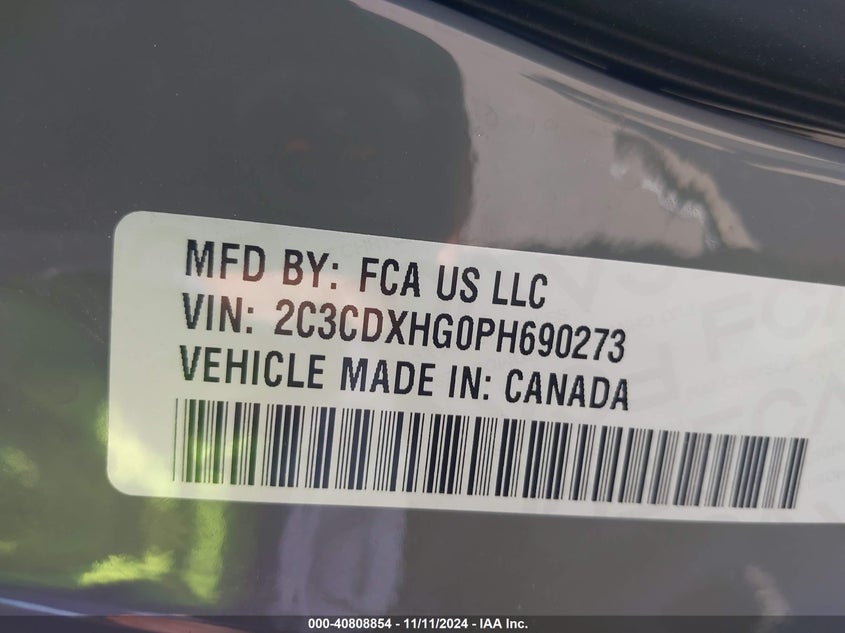 MFD BY: FCA US LLC
VIN: 2C3CDXHG0PH690273
VEHICLE MADE IN: CANADA
000-40808854 - 11/11/2024 - IAA Inc.